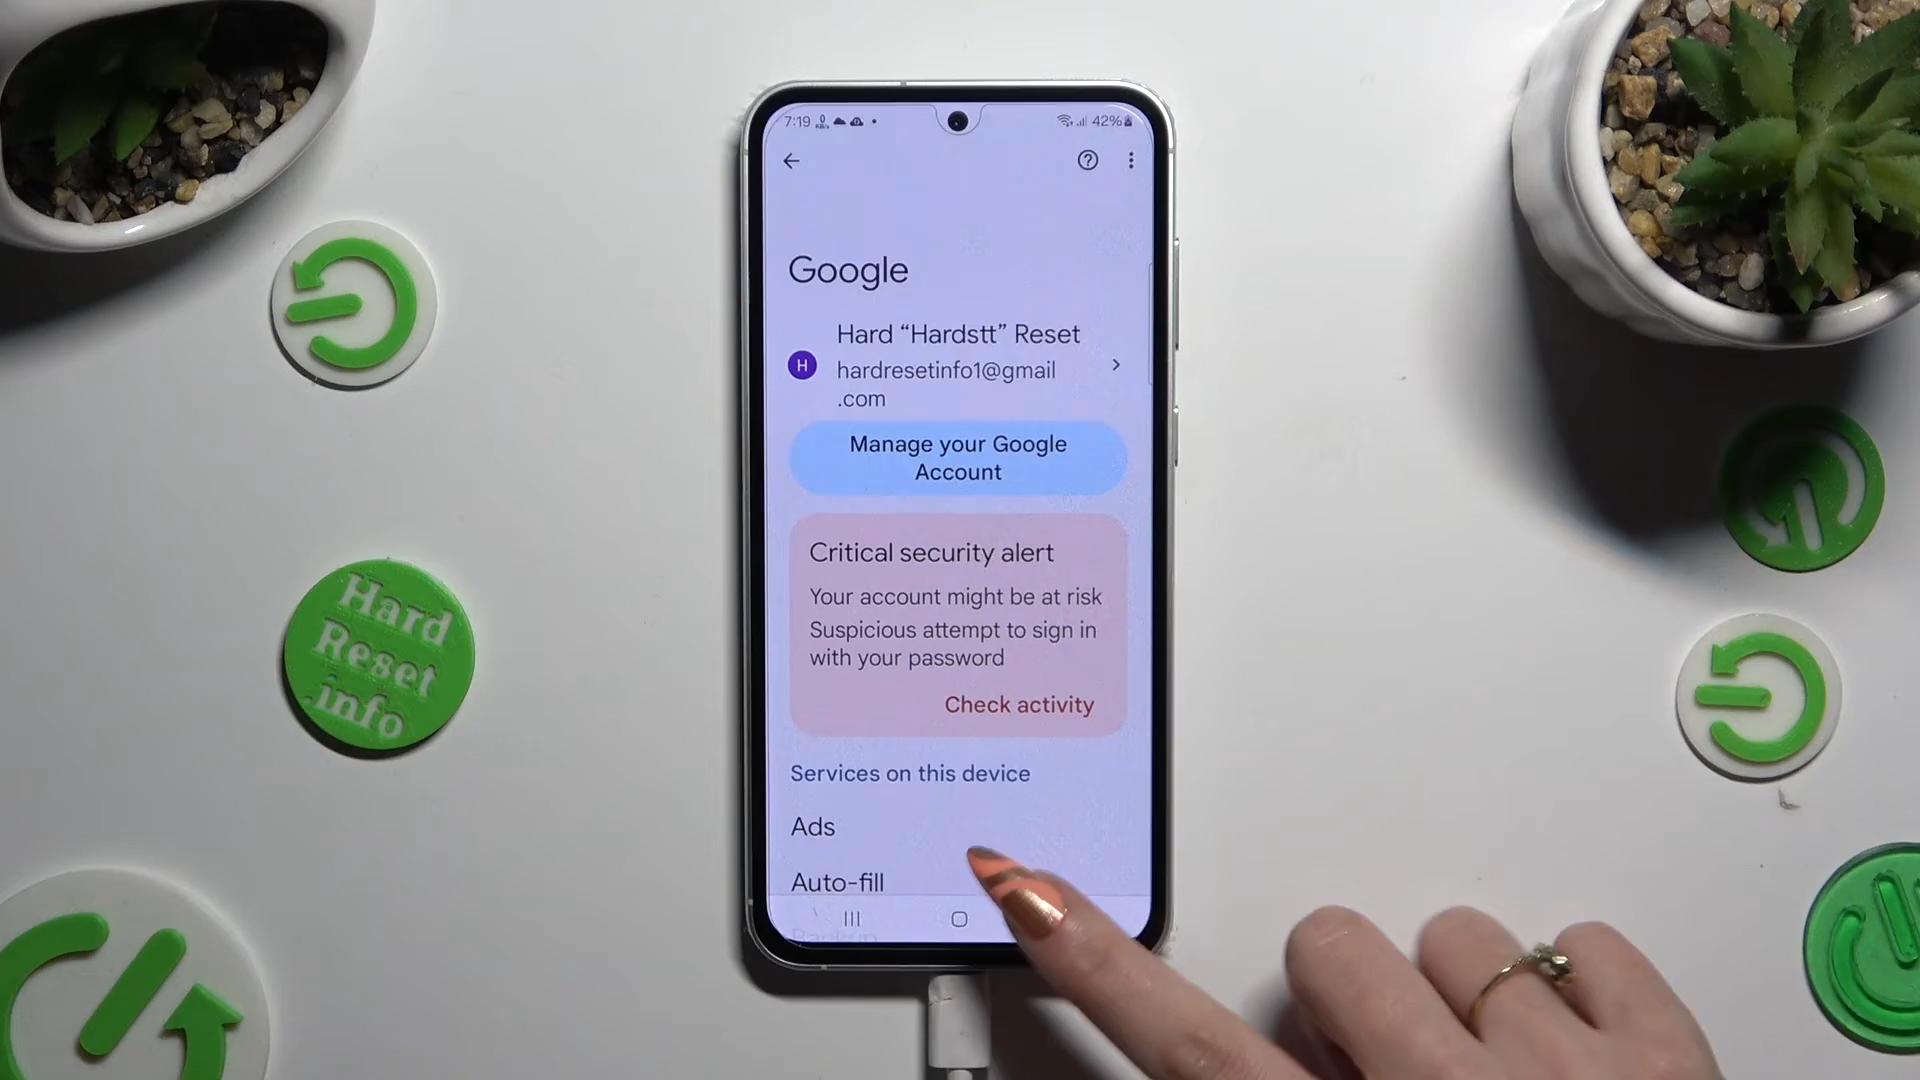 7:19
42%
Google
Hard “Hardstt” Reset
H
hardresetinfo1@gmail
.com
Manage your Google
Account
Critical security alert
Your account might be at risk
Suspicious attempt to sign in
with your password
Check activity
Services on this device
Ads
Auto-fill
Backup
Hard
Reset
.info